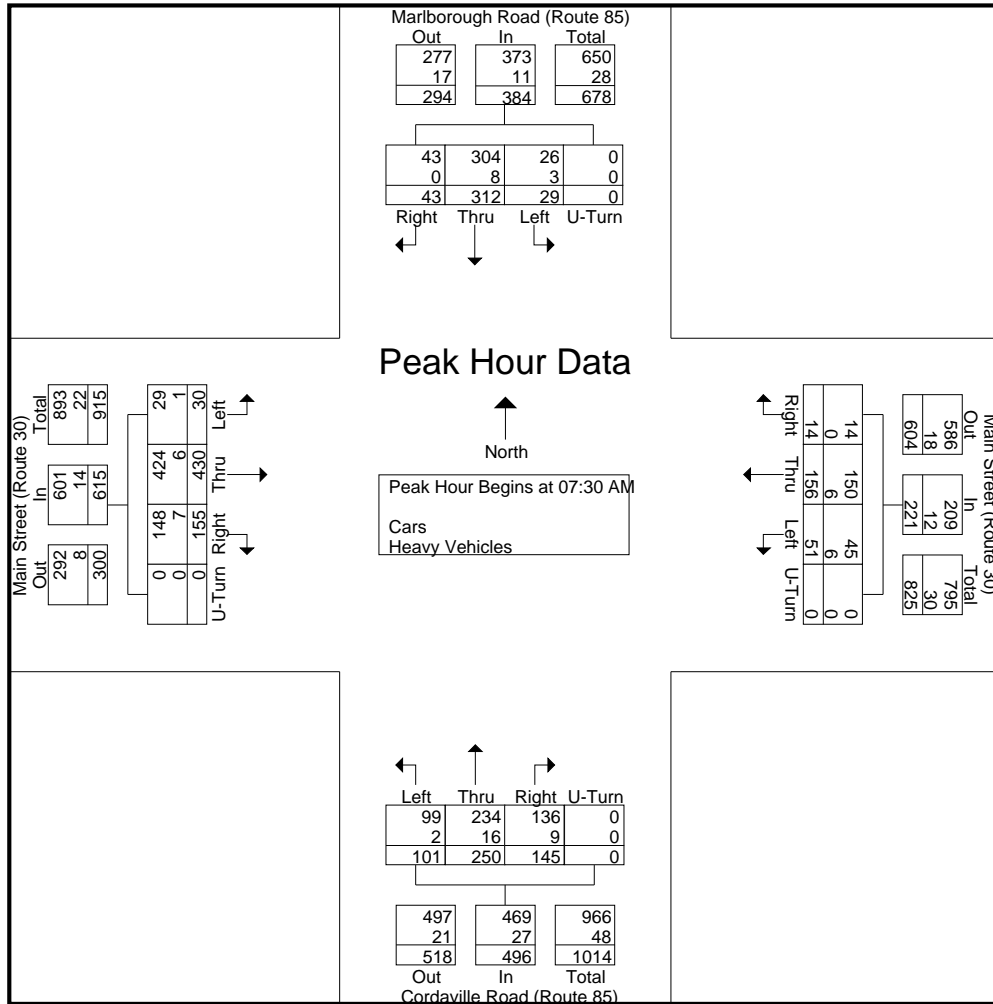 Marlborough Road (Route 85)
Out In Total
277 373 650
17 11 28
294 384 678
43 304 26 0
0 8 3 0
43 312 29 0
Right Thru Left U-Turn
Peak Hour Data
North
Peak Hour Begins at 07:30 AM
Cars
Heavy Vehicles
Main Street (Route 30)
Out In Total
292 601 893
8 14 22
300 615 915
0 148 424 29
0 7 6 1
0 155 430 30
U-Turn Right Thru Left
Main Street (Route 30)
Out In Total
586 209 795
18 12 30
604 221 825
14 150 45 0
0 6 6 0
14 156 51 0
Right Thru Left U-Turn
Left Thru Right U-Turn
99 234 136 0
2 16 9 0
101 250 145 0
497 469 966
21 27 48
518 496 1014
Out In Total
Cordaville Road (Route 85)